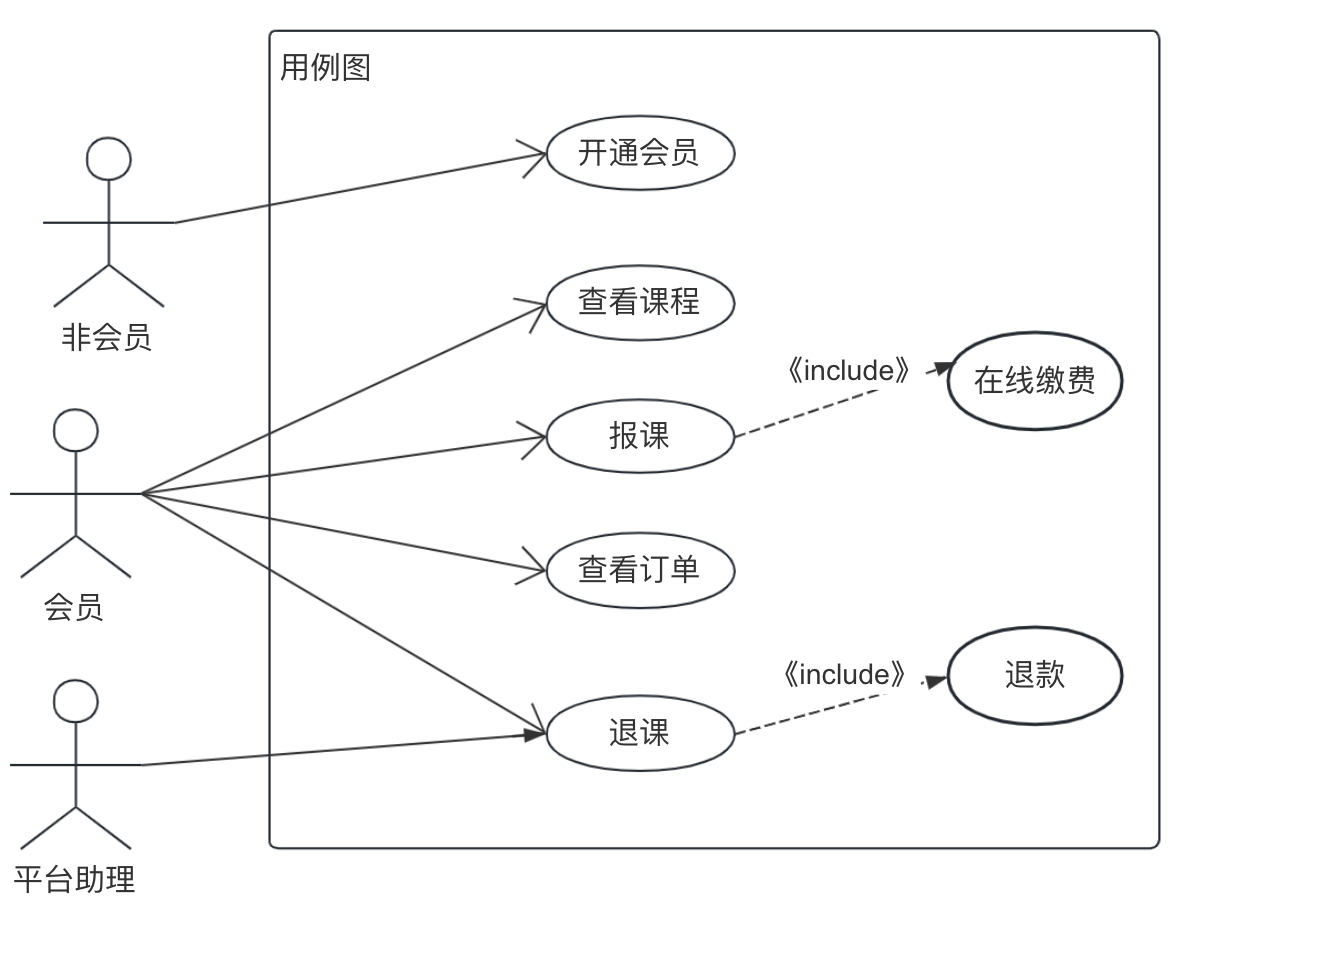 用例图
开通会员
非会员
查看课程
《include》
在线缴费
报课
会员
查看订单
《include》
退款
退课
平台助理